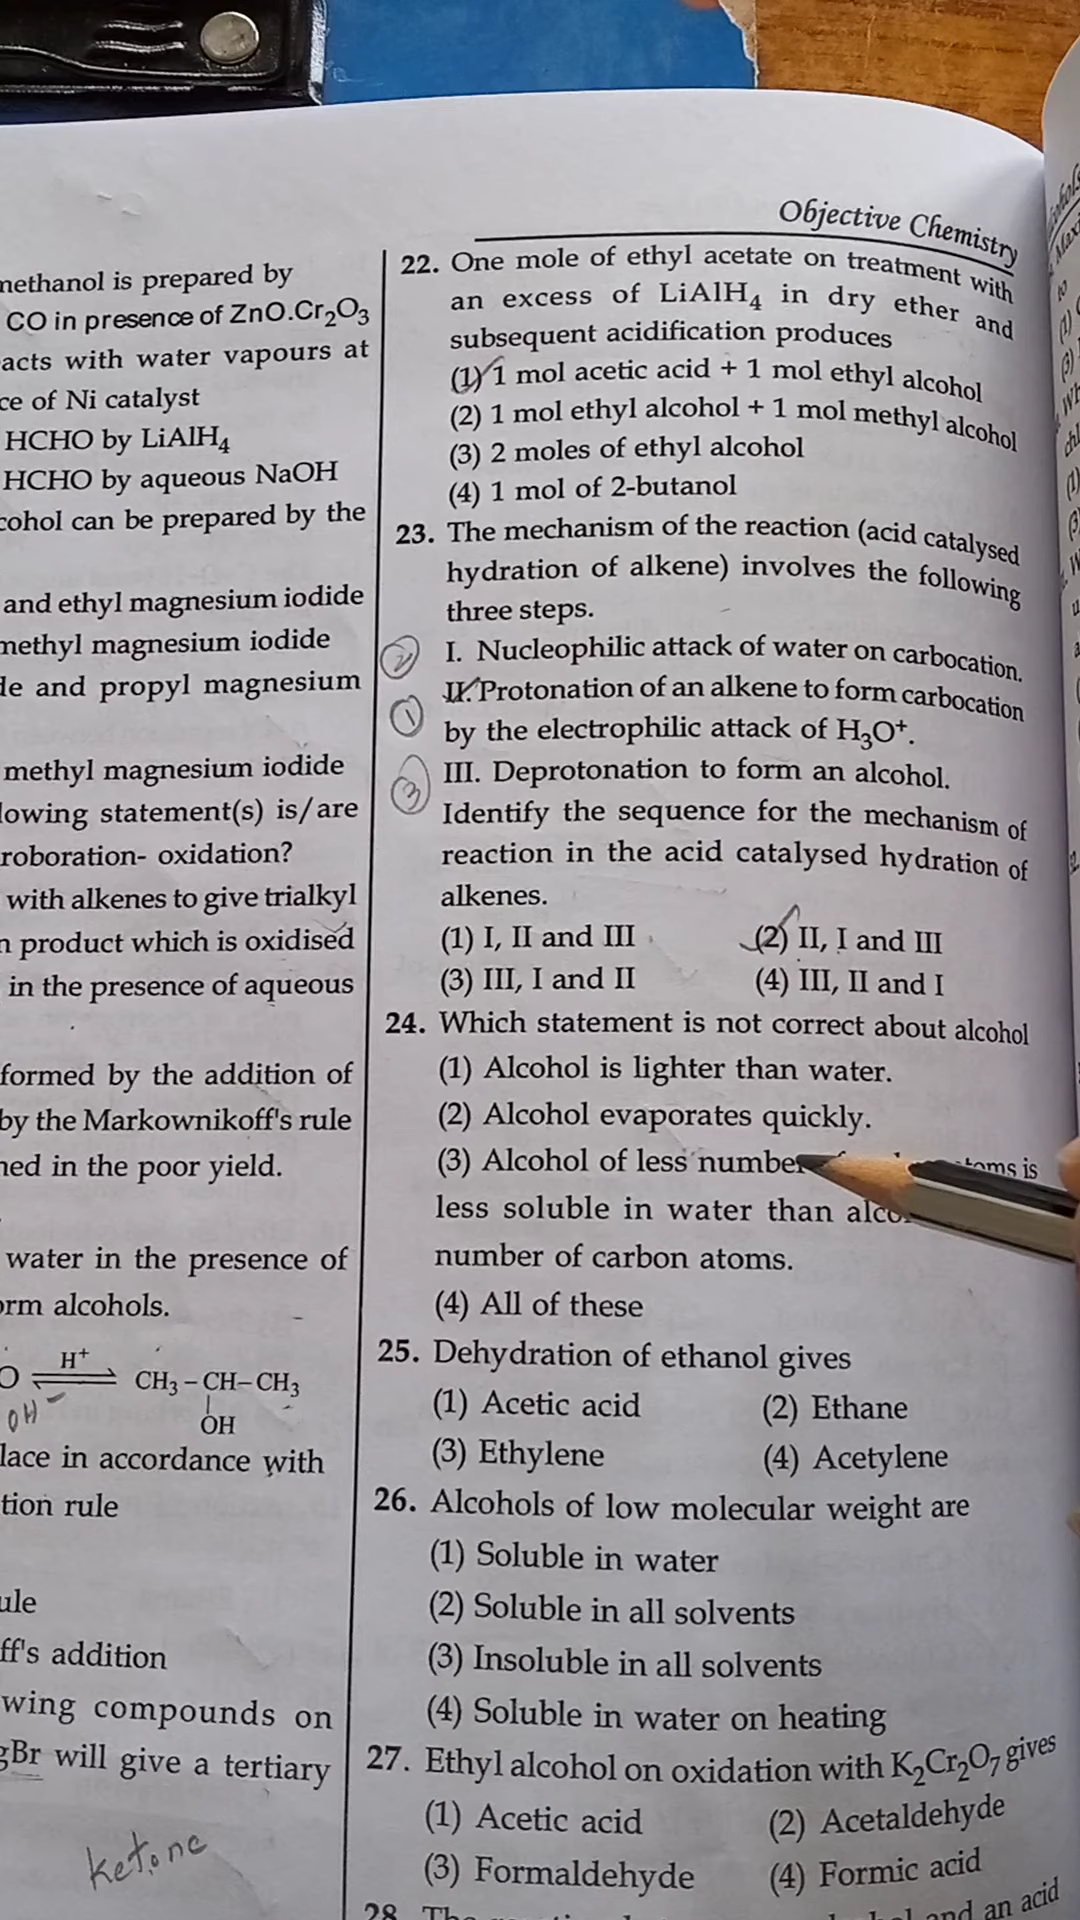 Objective Chemistry
methanol is prepared by
CO in presence of ZnO.Cr₂O₃
acts with water vapours at
ce of Ni catalyst
HCHO by LiAlH₄
HCHO by aqueous NaOH
cohol can be prepared by the
and ethyl magnesium iodide
methyl magnesium iodide
de and propyl magnesium
methyl magnesium iodide
lowing statement(s) is/are
roboration- oxidation?
with alkenes to give trialkyl
n product which is oxidised
in the presence of aqueous
formed by the addition of
by the Markownikoff's rule
ned in the poor yield.
water in the presence of
orm alcohols.
O ⇌ H⁺ CH₃ – CH– CH₃
OH⁻ OH
lace in accordance with
tion rule
ule
ff's addition
wing compounds on
gBr will give a tertiary
ketone
22. One mole of ethyl acetate on treatment with
an excess of LiAlH₄ in dry ether and
subsequent acidification produces
(1) 1 mol acetic acid + 1 mol ethyl alcohol
(2) 1 mol ethyl alcohol + 1 mol methyl alcohol
(3) 2 moles of ethyl alcohol
(4) 1 mol of 2-butanol
23. The mechanism of the reaction (acid catalysed
hydration of alkene) involves the following
three steps.
(2) I. Nucleophilic attack of water on carbocation.
(1) II. Protonation of an alkene to form carbocation
by the electrophilic attack of H₃O⁺.
(3) III. Deprotonation to form an alcohol.
Identify the sequence for the mechanism of
reaction in the acid catalysed hydration of
alkenes.
(1) I, II and III (2) II, I and III
(3) III, I and II (4) III, II and I
24. Which statement is not correct about alcohol
(1) Alcohol is lighter than water.
(2) Alcohol evaporates quickly.
(3) Alcohol of less number is
less soluble in water than
number of carbon atoms.
(4) All of these
25. Dehydration of ethanol gives
(1) Acetic acid (2) Ethane
(3) Ethylene (4) Acetylene
26. Alcohols of low molecular weight are
(1) Soluble in water
(2) Soluble in all solvents
(3) Insoluble in all solvents
(4) Soluble in water on heating
27. Ethyl alcohol on oxidation with K₂Cr₂O₇ gives
(1) Acetic acid (2) Acetaldehyde
(3) Formaldehyde (4) Formic acid
28. and an acid